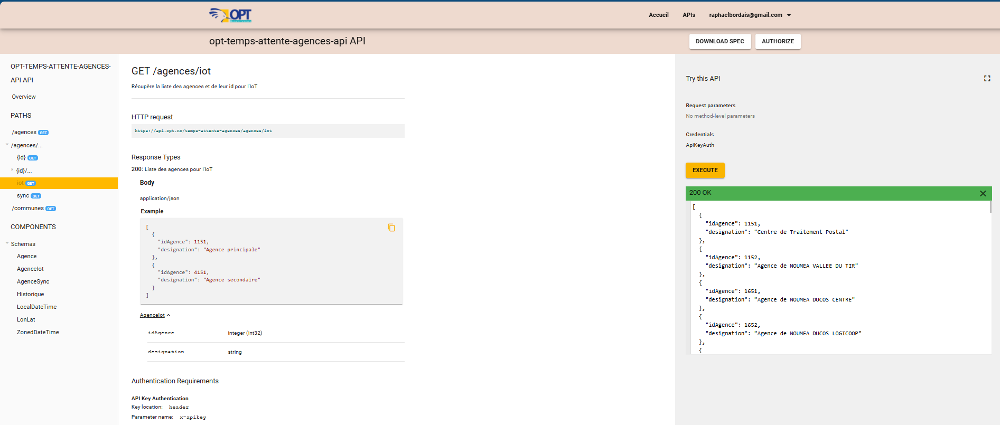 OPT
Accueil
APIs
raphaelbordais@gmail.com
opt-temps-attente-agences-api API
DOWNLOAD SPEC
AUTHORIZE
OPT-TEMPS-ATTENTE-AGENCES-
API API
Overview
PATHS
/agences GET
/agences/...
{id} GET
{id}/...
iot GET
sync GET
/communes GET
COMPONENTS
Schemas
Agence
AgenceIot
AgenceSync
Historique
LocalDateTime
LonLat
ZonedDateTime
GET /agences/iot
Récupère la liste des agences et de leur id pour l'IoT
HTTP request
https://api.opt.nc/temps-attente-agences/agences/iot
Response Types
200: Liste des agences pour l'IoT
Body
application/json
Example
[
{
"idAgence": 1151,
"designation": "Agence principale"
},
{
"idAgence": 4151,
"designation": "Agence secondaire"
}
]
AgenceIot
idAgence integer (int32)
designation string
Authentication Requirements
API Key Authentication
Key location: header
Parameter name: x-apikey
Try this API
Request parameters
No method-level parameters
Credentials
ApiKeyAuth
EXECUTE
200 OK
[
{
"idAgence": 1151,
"designation": "Centre de Traitement Postal"
},
{
"idAgence": 1152,
"designation": "Agence de NOUMEA VALLEE DU TIR"
},
{
"idAgence": 1651,
"designation": "Agence de NOUMEA DUCOS CENTRE"
},
{
"idAgence": 1652,
"designation": "Agence de NOUMEA DUCOS LOGICOOP"
},
{